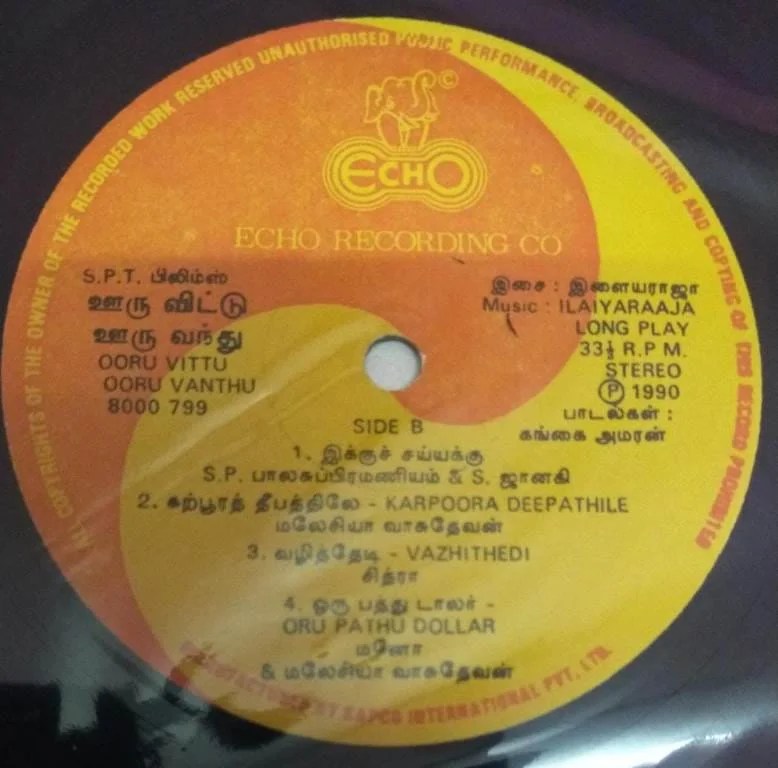 ALL COPYRIGHTS OF THE OWNER OF THE RECORDED WORK RESERVED UNAUTHORISED PUBLIC PERFORMANCE, BROADCASTING AND COPYING OF THIS RECORD PROHIBITED
©
ECHO
ECHO RECORDING CO
S.P.T. பிலிம்ஸ்
ஊரு விட்டு
ஊரு வந்து
OORU VITTU
OORU VANTHU
8000 799
இசை : இளையராஜா
Music : ILAIYARAAJA
LONG PLAY
33⅓ R.P.M.
STEREO
Ⓟ 1990
பாடல்கள் :
கங்கை அமரன்
SIDE B
1. இக்குச் சய்யக்கு
S.P. பாலசுப்பிரமணியம் & S. ஜானகி
2. கற்பூரத் தீபத்திலே - KARPOORA DEEPATHILE
மலேசியா வாசுதேவன்
3. வழித்தேடி - VAZHITHEDI
சித்ரா
4. ஒரு பத்து டாலர் -
ORU PATHU DOLLAR
மனோ
& மலேசியா வாசுதேவன்
MANUFACTURED BY SAPCO INTERNATIONAL PVT. LTD.